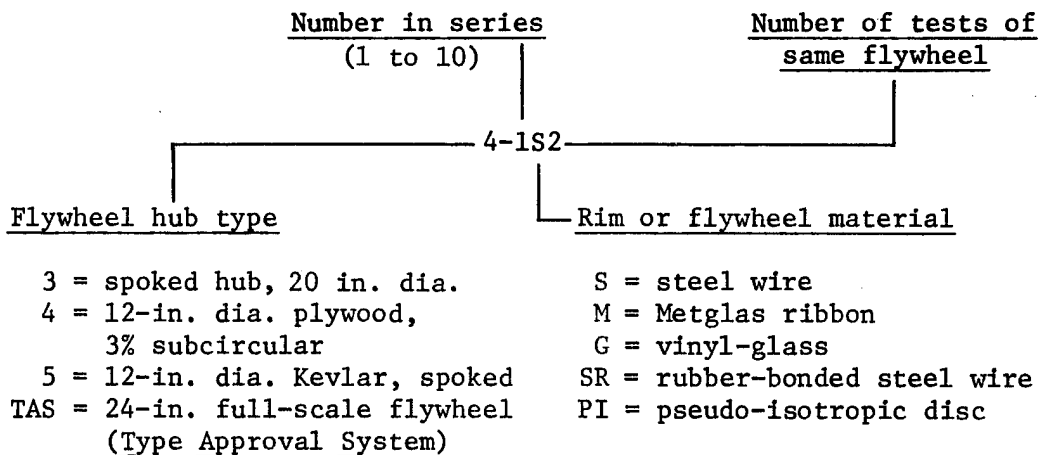 Number in series
(1 to 10)
Number of tests of
same flywheel
4-1S2
Flywheel hub type
3 = spoked hub, 20 in. dia.
4 = 12-in. dia. plywood,
3% subcircular
5 = 12-in. dia. Kevlar, spoked
TAS = 24-in. full-scale flywheel
(Type Approval System)
Rim or flywheel material
S = steel wire
M = Metglas ribbon
G = vinyl-glass
SR = rubber-bonded steel wire
PI = pseudo-isotropic disc